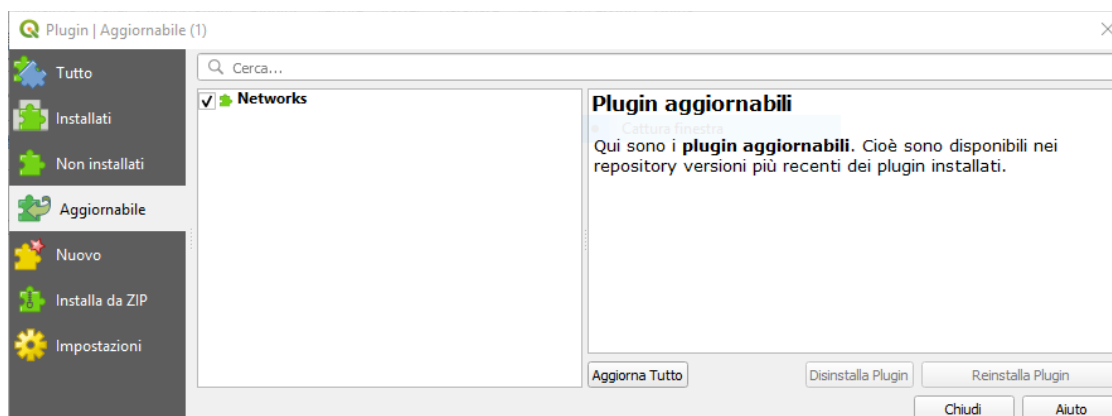 Plugin | Aggiornabile (1)
Tutto
Installati
Non installati
Aggiornabile
Nuovo
Installa da ZIP
Impostazioni
Cerca...
Networks
Plugin aggiornabili
Cattura finestra
Qui sono i plugin aggiornabili. Cioè sono disponibili nei
repository versioni più recenti dei plugin installati.
Aggiorna Tutto
Disinstalla Plugin
Reinstalla Plugin
Chiudi
Aiuto